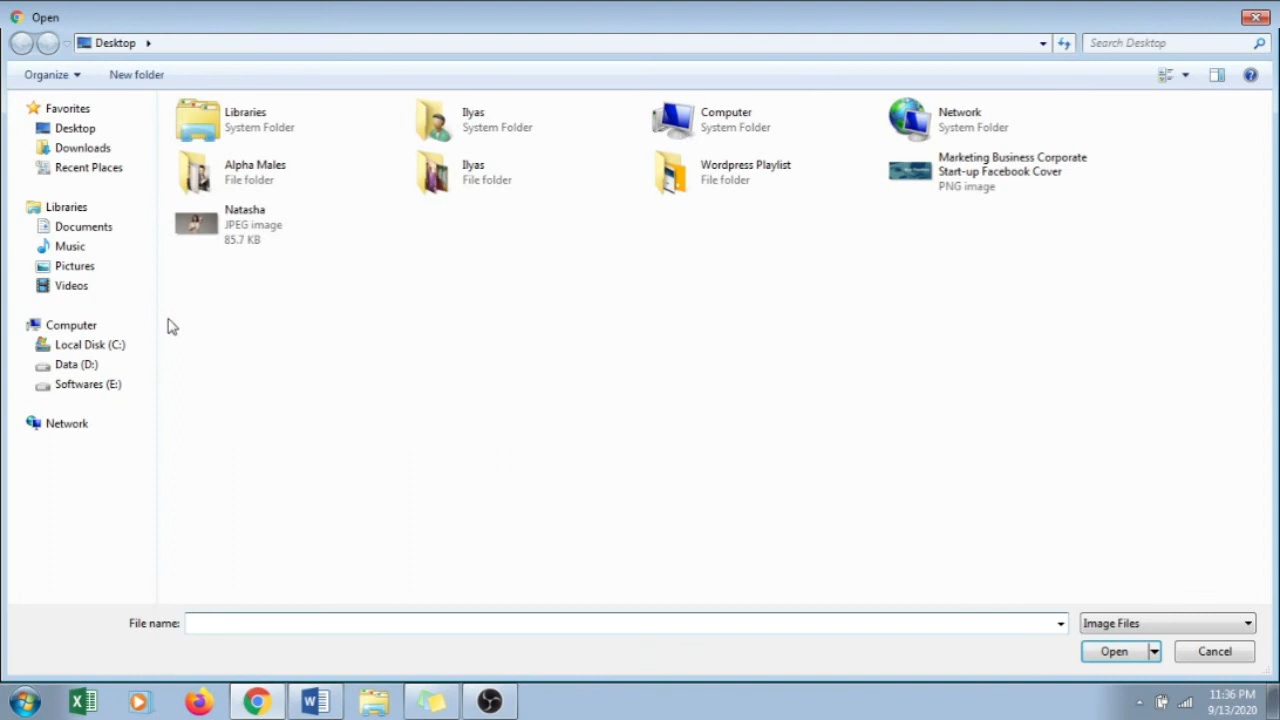 Open
Desktop
Search Desktop
Organize
New folder
Favorites
Desktop
Downloads
Recent Places
Libraries
Documents
Music
Pictures
Videos
Computer
Local Disk (C:)
Data (D:)
Softwares (E:)
Network
Libraries
System Folder
Ilyas
System Folder
Computer
System Folder
Network
System Folder
Alpha Males
File folder
Ilyas
File folder
Wordpress Playlist
File folder
Marketing Business Corporate
Start-up Facebook Cover
PNG image
Natasha
JPEG image
85.7 KB
File name:
Image Files
Open
Cancel
11:36 PM
9/13/2020